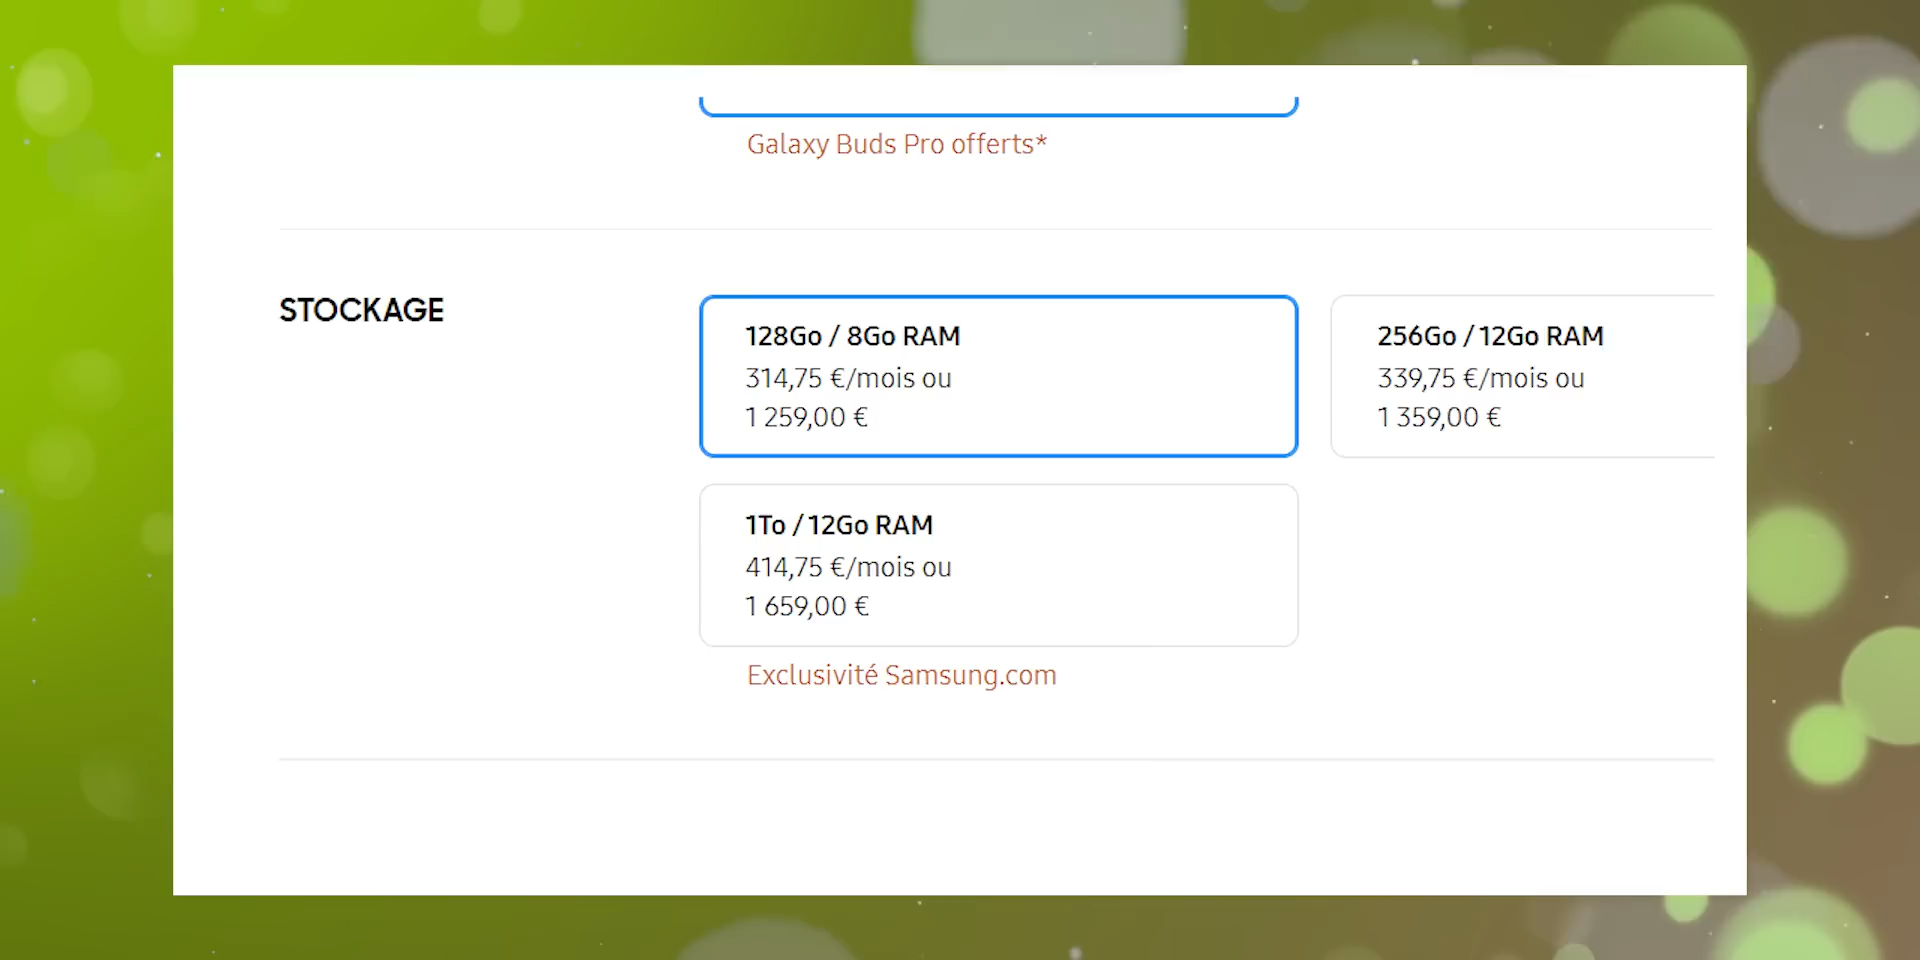 Galaxy Buds Pro offerts*
STOCKAGE
128Go / 8Go RAM
314,75 €/mois ou
1 259,00 €
256Go / 12Go RAM
339,75 €/mois ou
1 359,00 €
1To / 12Go RAM
414,75 €/mois ou
1 659,00 €
Exclusivité Samsung.com